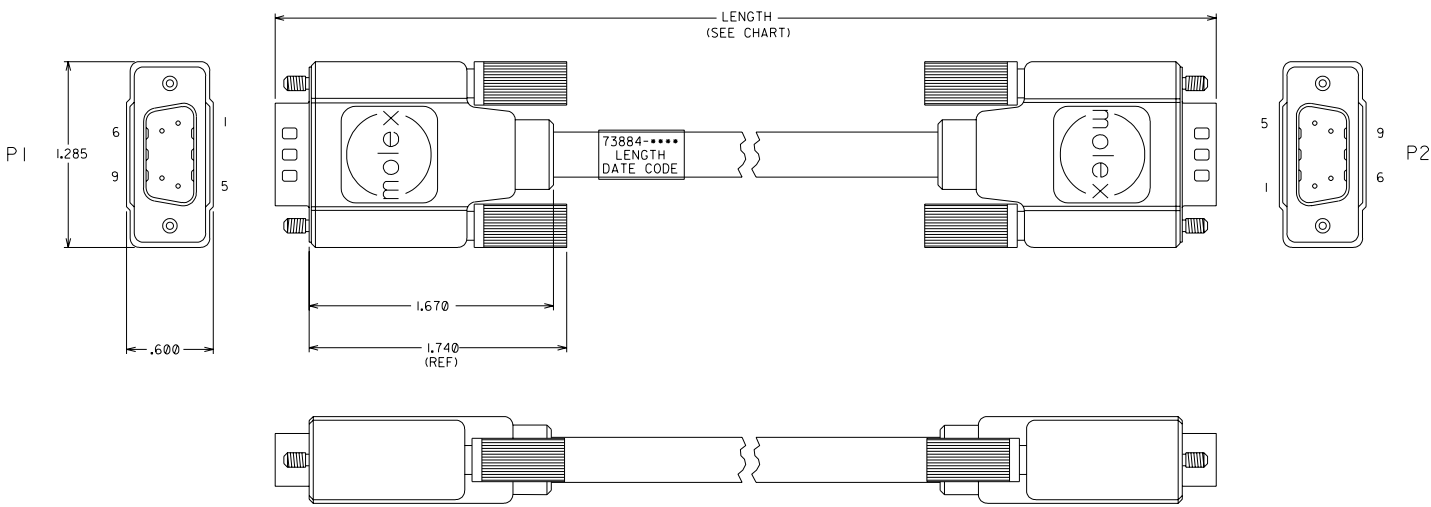 LENGTH
(SEE CHART)
P1
1.285
6
1
9
5
.600
molex
73884-••••
LENGTH
DATE CODE
molex
5
9
1
6
P2
1.670
1.740
(REF)